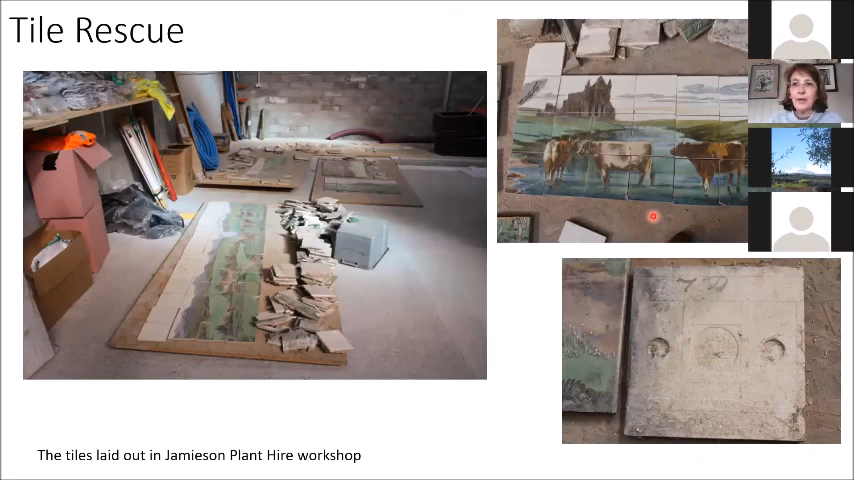 Tile Rescue
The tiles laid out in Jamieson Plant Hire workshop